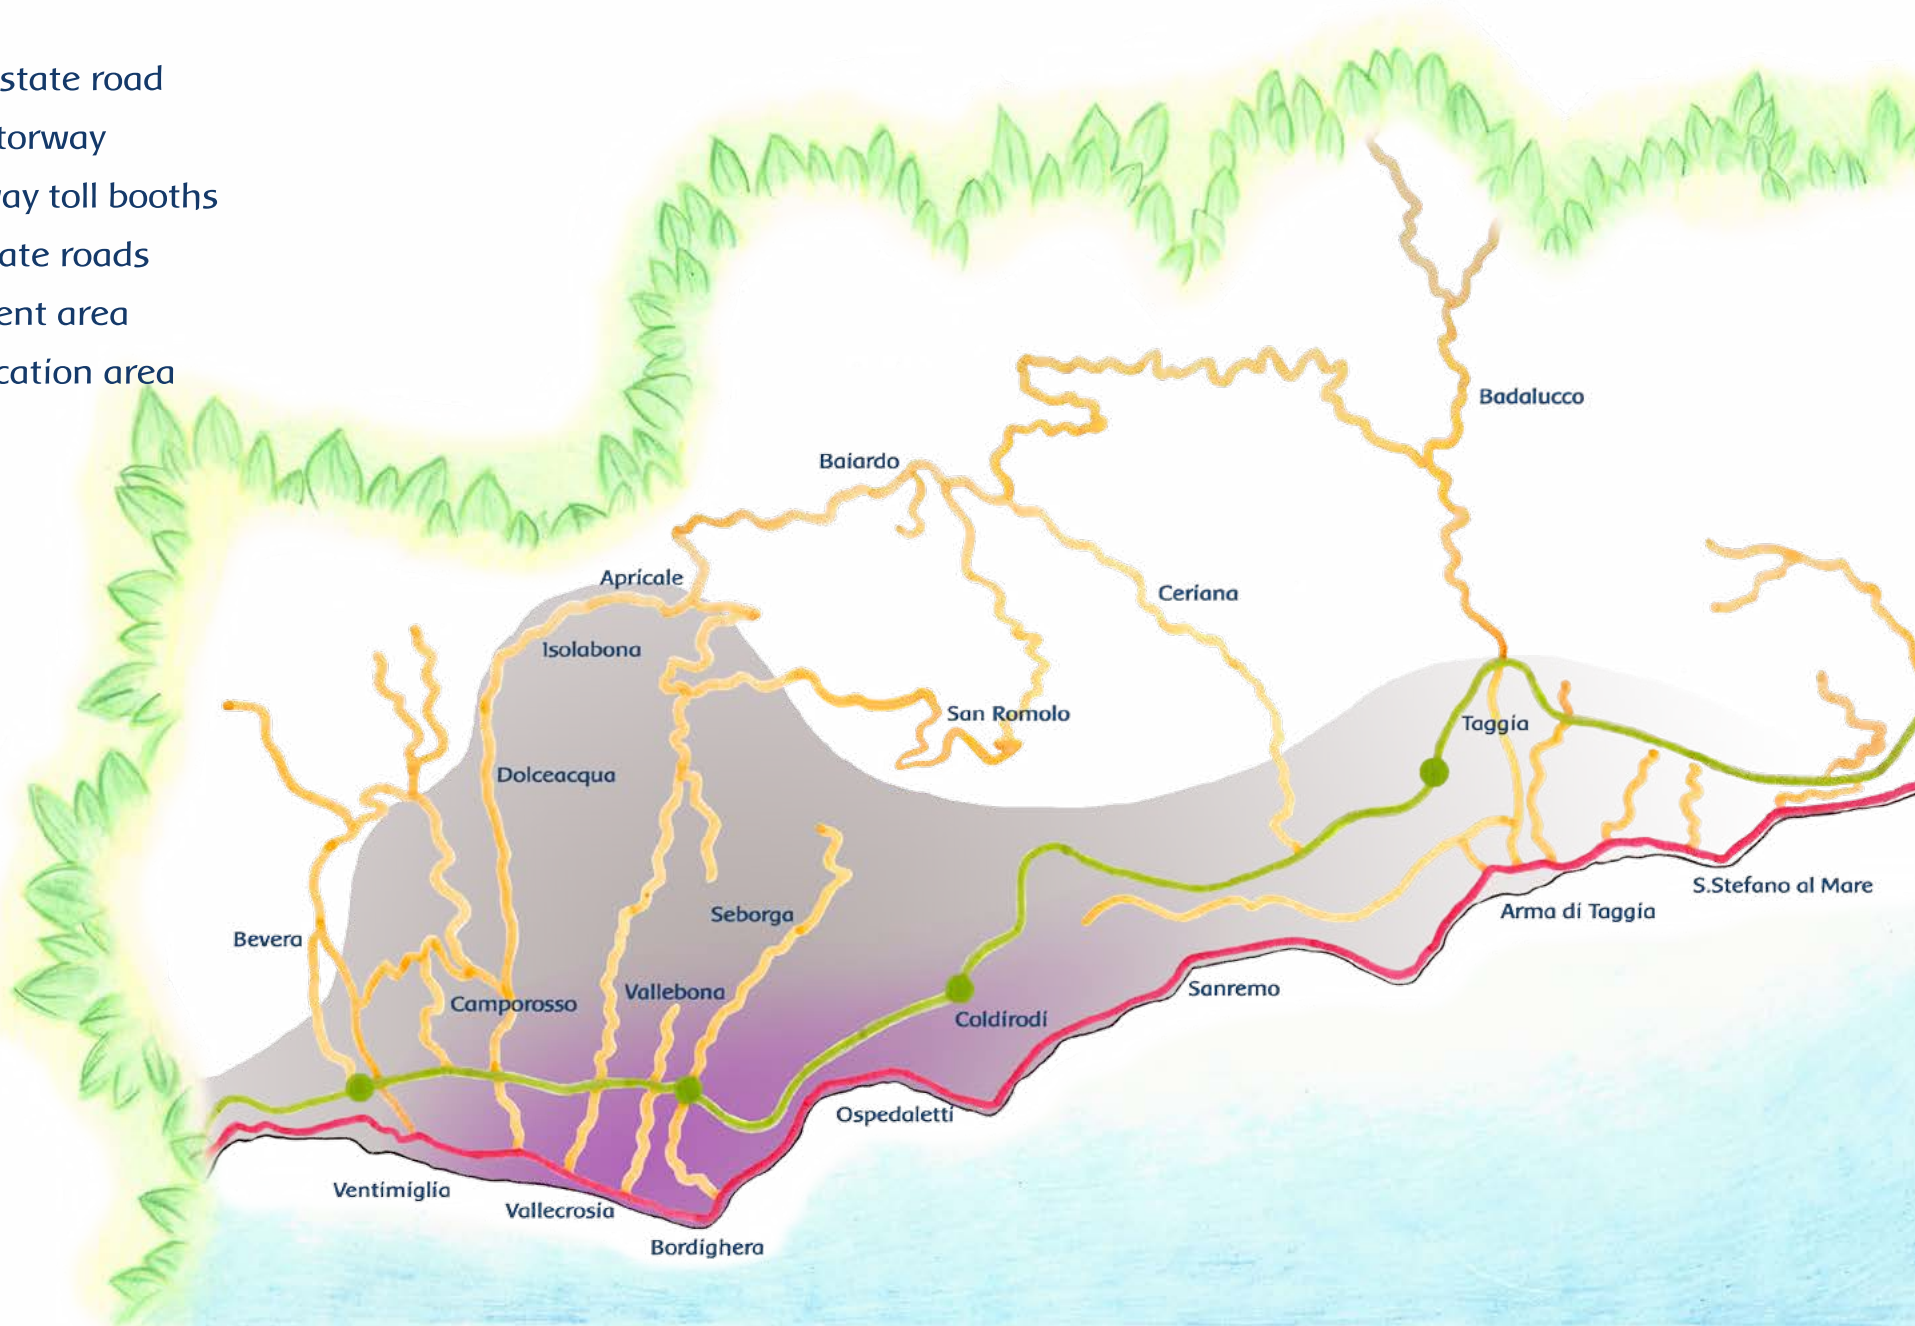 state road
torway
ay toll booths
ate roads
ent area
cation area
Badalucco
Baiardo
Apricale
Ceriana
Isolabona
San Romolo
Taggia
Dolceacqua
S.Stefano al Mare
Arma di Taggia
Seborga
Bevera
Sanremo
Vallebona
Camporosso
Coldirodi
Ospedaletti
Ventimiglia
Vallecrosia
Bordighera